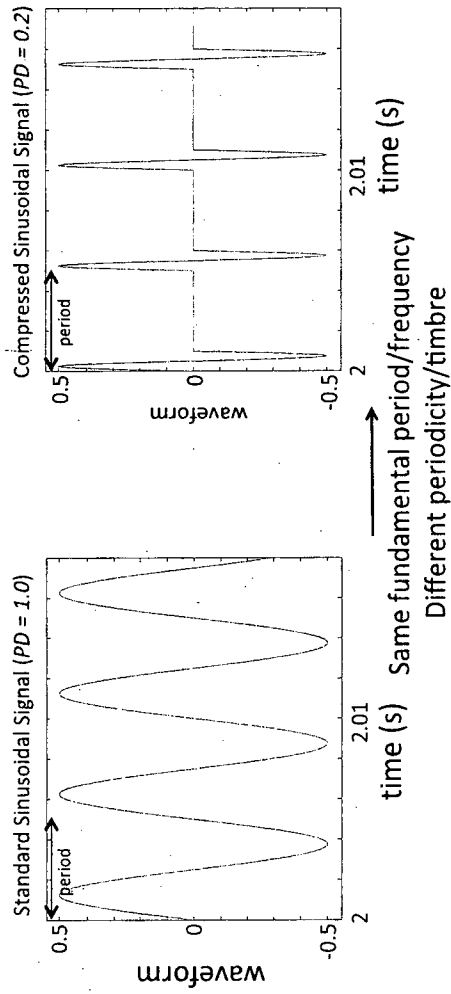 Standard Sinusoidal Signal (PD = 1.0)
0.5
period
0
waveform
-0.5
2
2.01
time (s)
Compressed Sinusoidal Signal (PD = 0.2)
0.5
period
0
waveform
-0.5
2
2.01
time (s)
Same fundamental period/frequency
Different periodicity/timbre